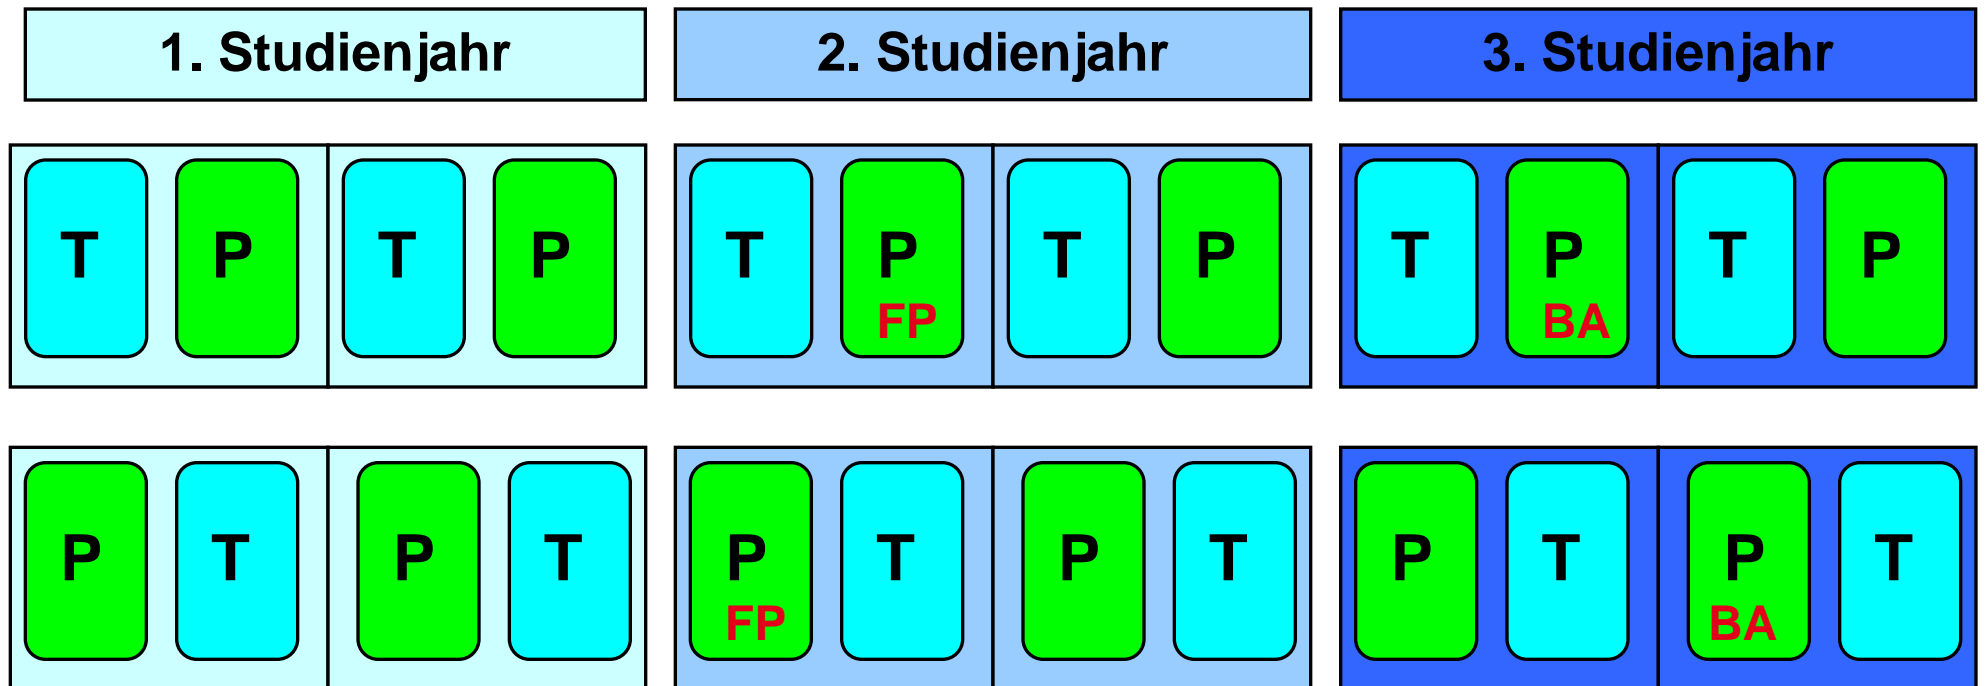 1. Studienjahr 2. Studienjahr 3. Studienjahr
T P T P T P T P T P T P
FP BA
P T P T P T P T P T P T
FP BA